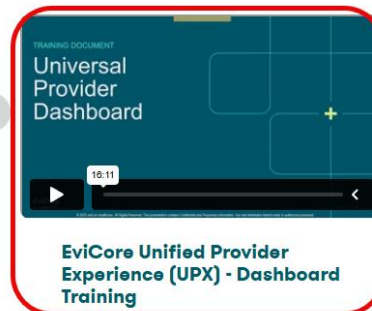 TRAINING DOCUMENT
Universal
Provider
Dashboard
16:11
EviCore Unified Provider
Experience (UPX) - Dashboard
Training